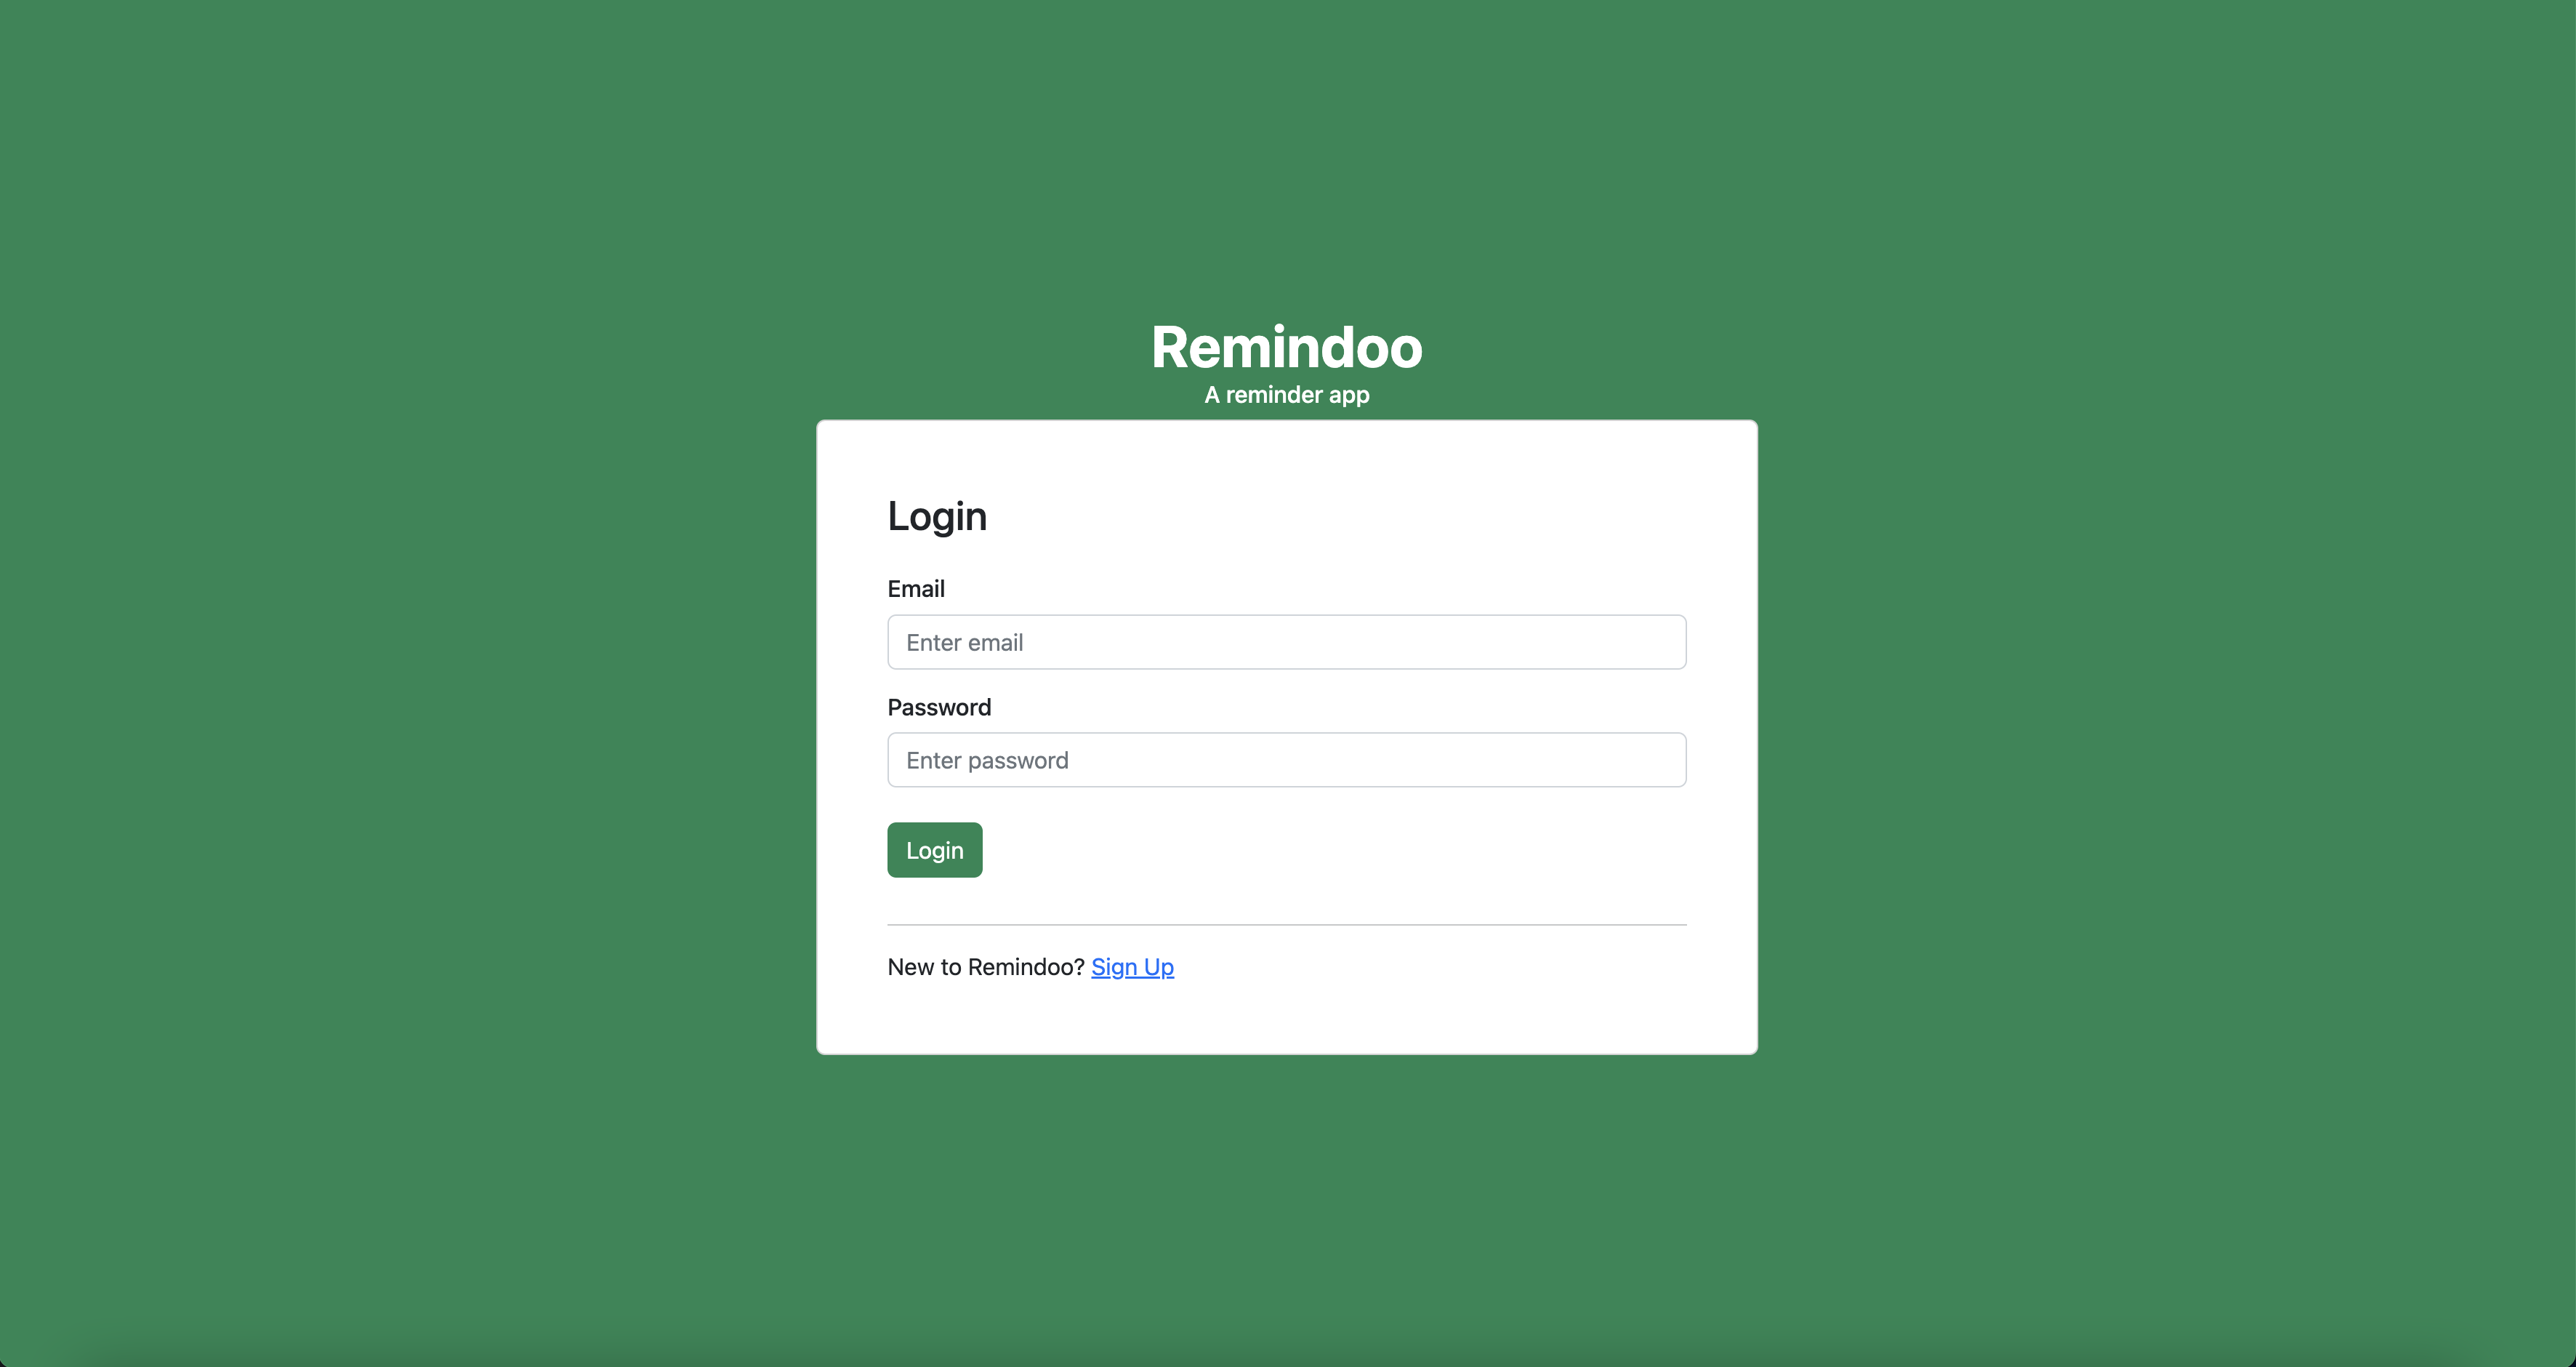 Remindoo
A reminder app
Login
Email
Enter email
Password
Enter password
Login
New to Remindoo? Sign Up